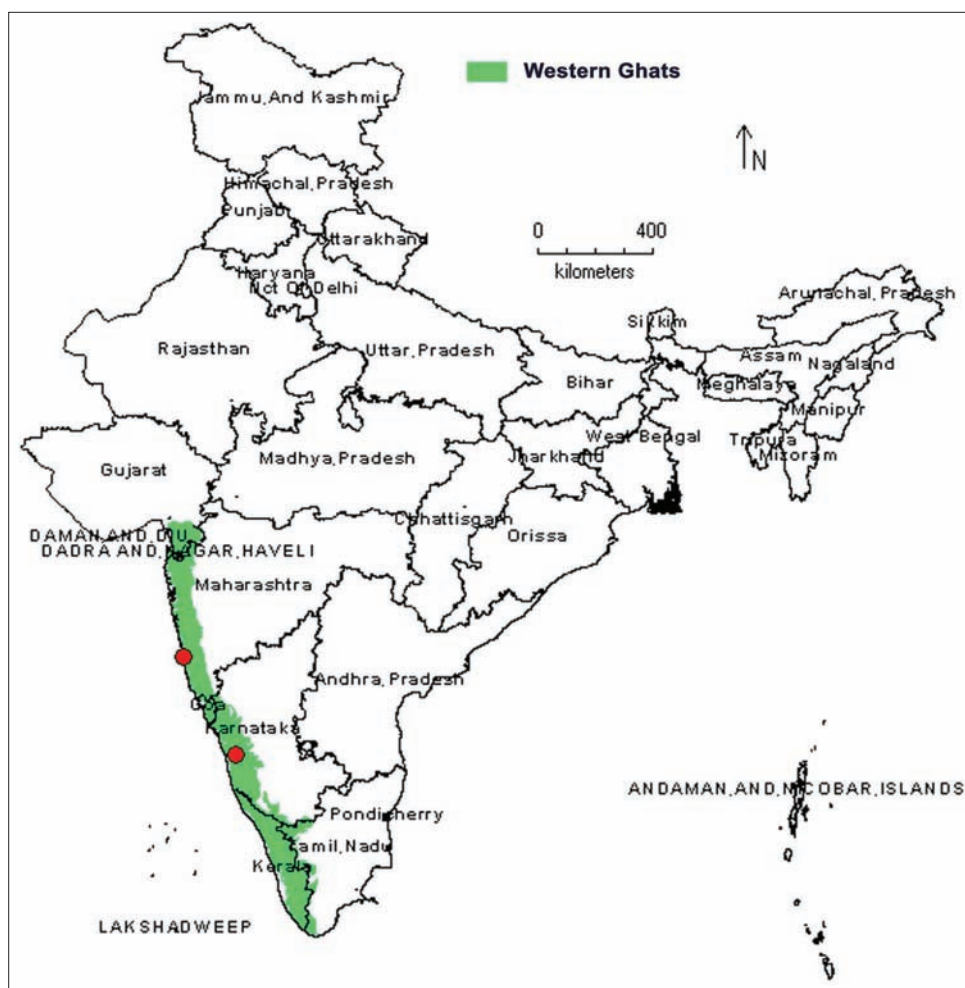 Western Ghats
Jammu,And Kashmir
N
Himachal,Pradesh
Punjab
Uttarakhand
0 400
kilometers
Haryana
Nct Of Delhi
Arunachal,Pradesh
Sikkim
Rajasthan
Uttar,Pradesh
Assam
Nagaland
Bihar
Meghalaya
Manipur
West Bengal
Tripura
Mizoram
Gujarat
Madhya,Pradesh
Jharkhand
Chhattisgarh
Orissa
DAMAN,AND,DIU
DADRA AND,NAGAR,HAVELI
Maharashtra
Andhra,Pradesh
Goa
Karnataka
ANDAMAN,AND,NICOBAR,ISLANDS
Pondicherry
Tamil,Nadu
Kerala
LAKSHADWEEP